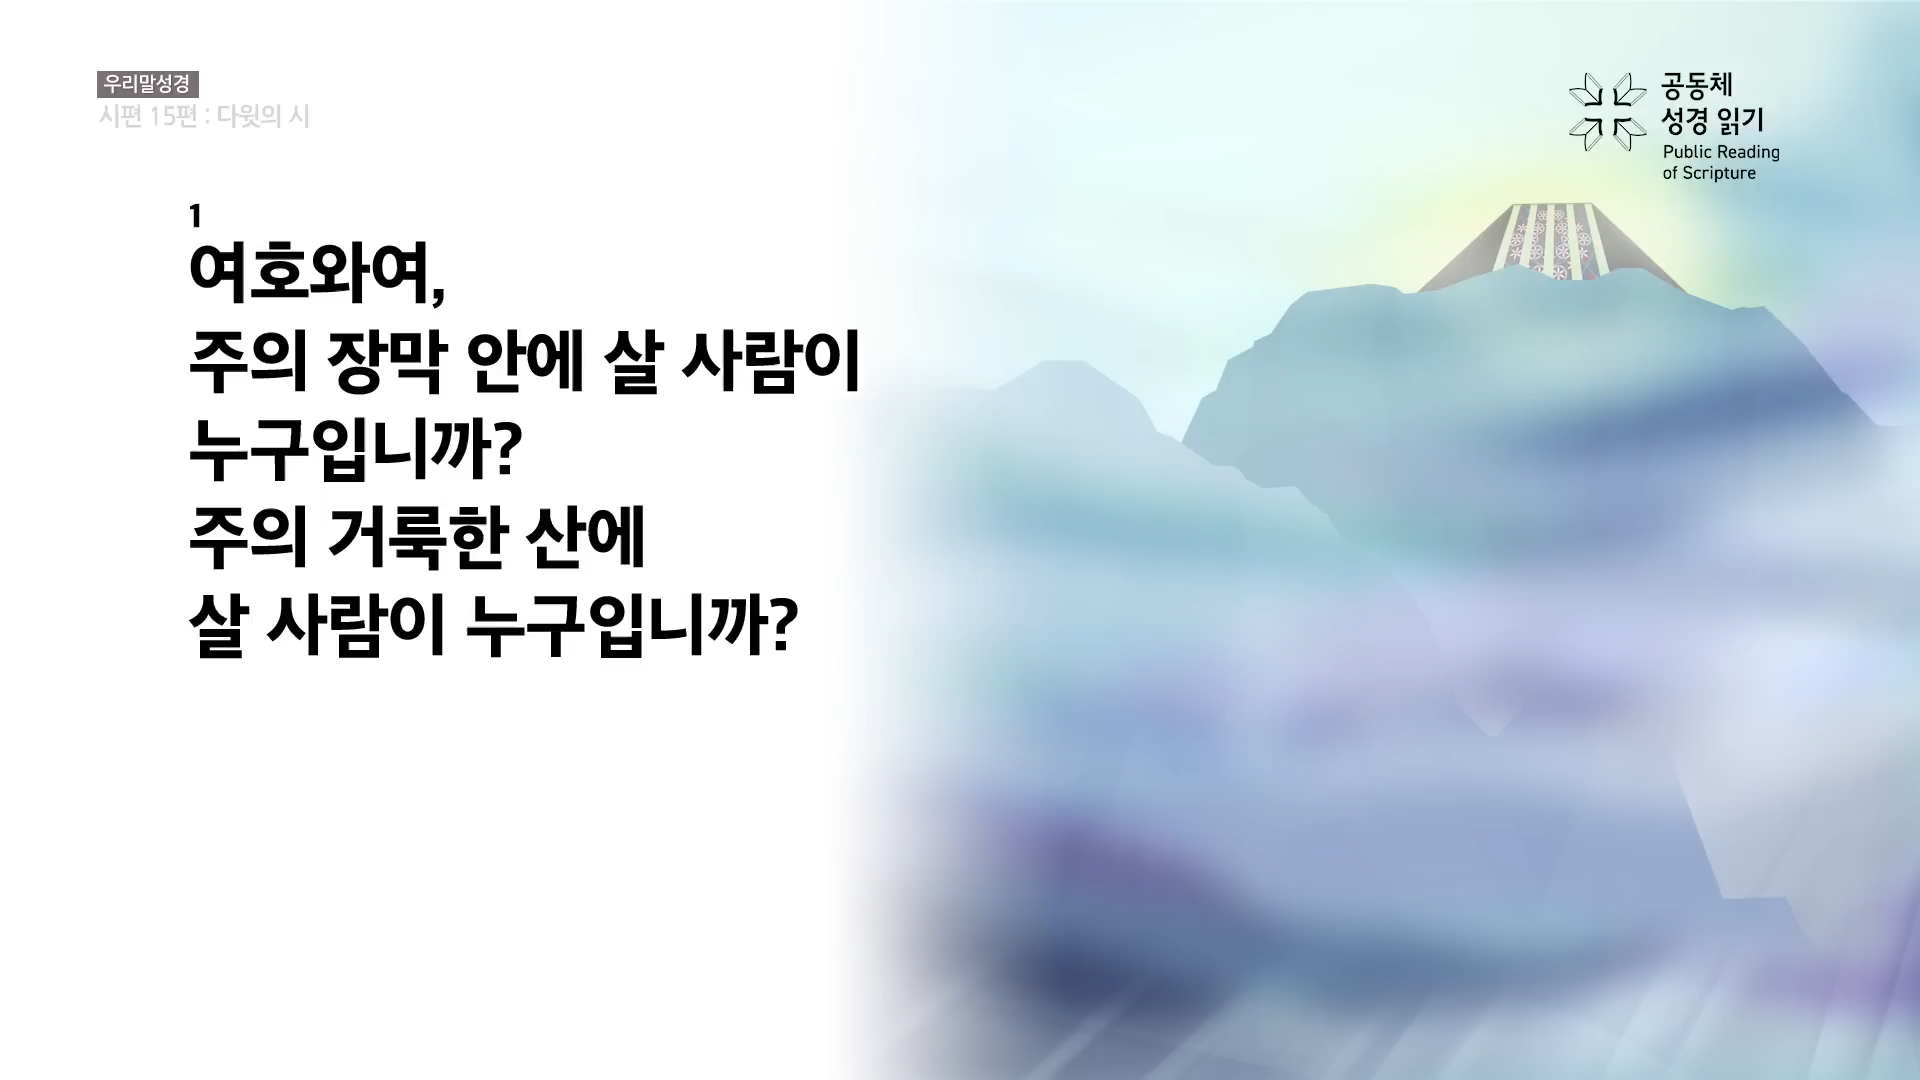 우리말성경
시편 15편 : 다윗의 시
공동체
성경 읽기
Public Reading
of Scripture
1
여호와여,
주의 장막 안에 살 사람이
누구입니까?
주의 거룩한 산에
살 사람이 누구입니까?